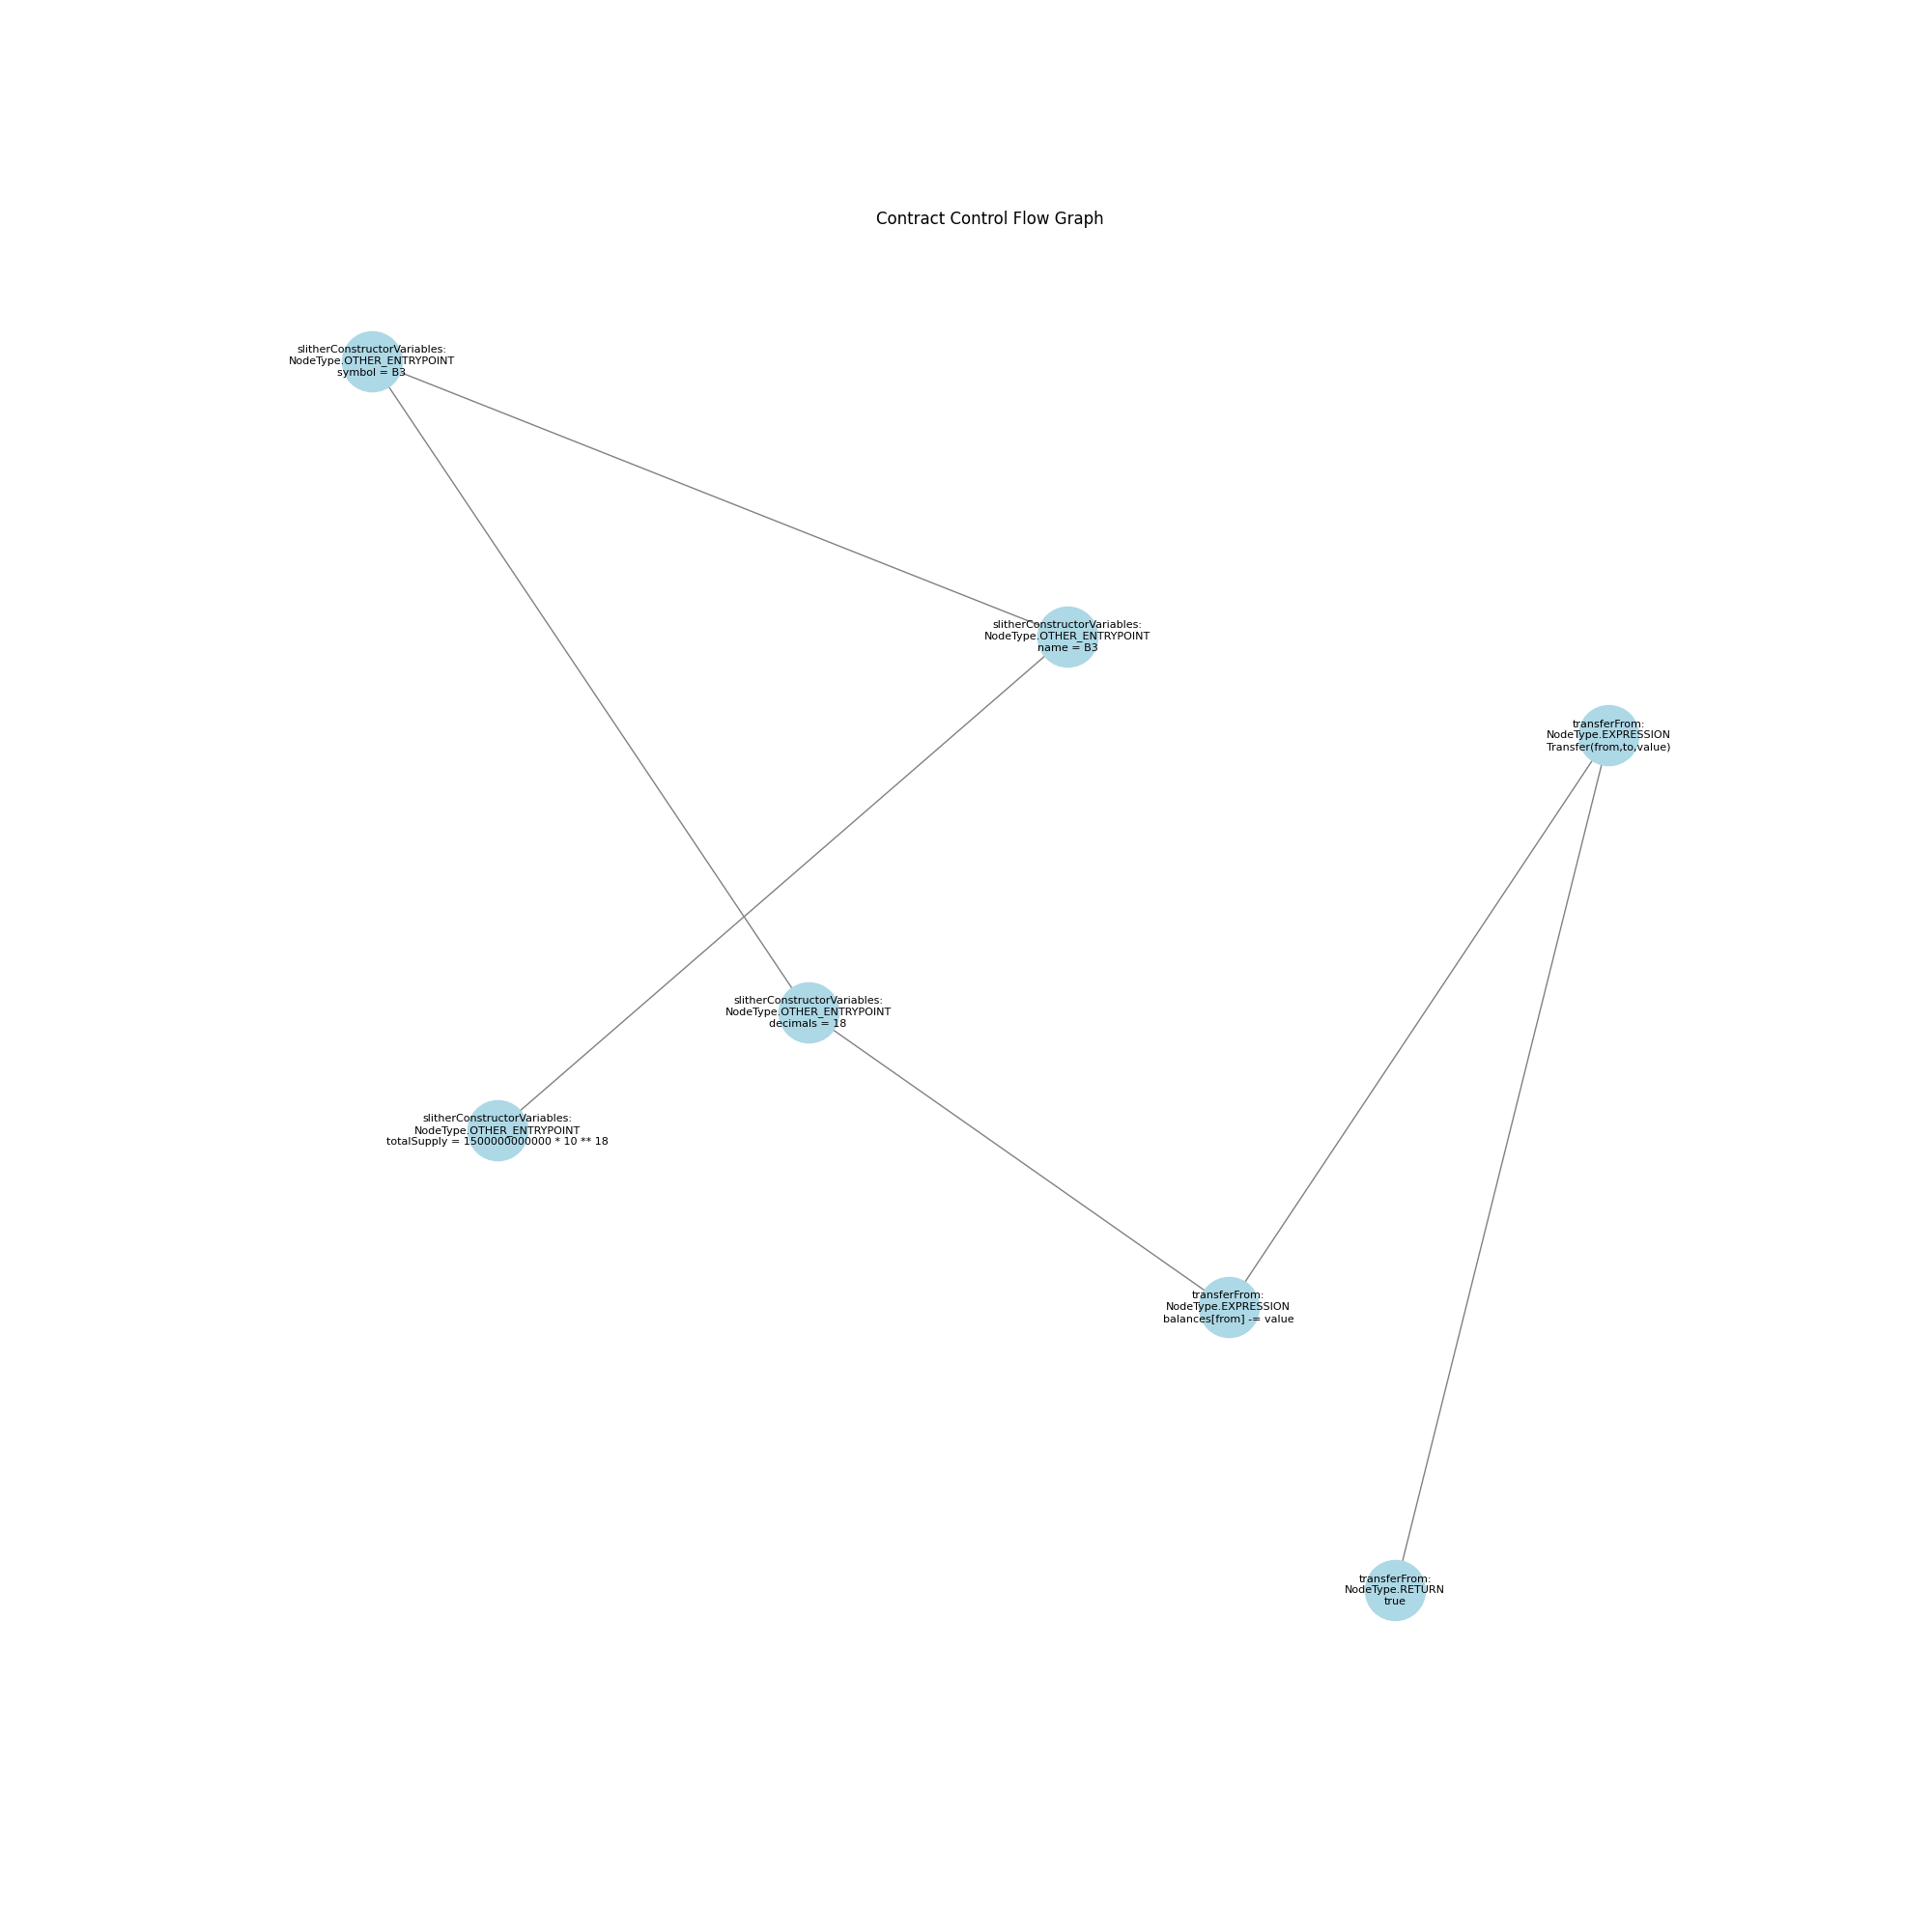 Contract Control Flow Graph
slitherConstructorVariables:
NodeType.OTHER_ENTRYPOINT
symbol = B3
slitherConstructorVariables:
NodeType.OTHER_ENTRYPOINT
name = B3
transferFrom:
NodeType.EXPRESSION
Transfer(from,to,value)
slitherConstructorVariables:
NodeType.OTHER_ENTRYPOINT
decimals = 18
slitherConstructorVariables:
NodeType.OTHER_ENTRYPOINT
totalSupply = 1500000000000 * 10 ** 18
transferFrom:
NodeType.EXPRESSION
balances[from] -= value
transferFrom:
NodeType.RETURN
true